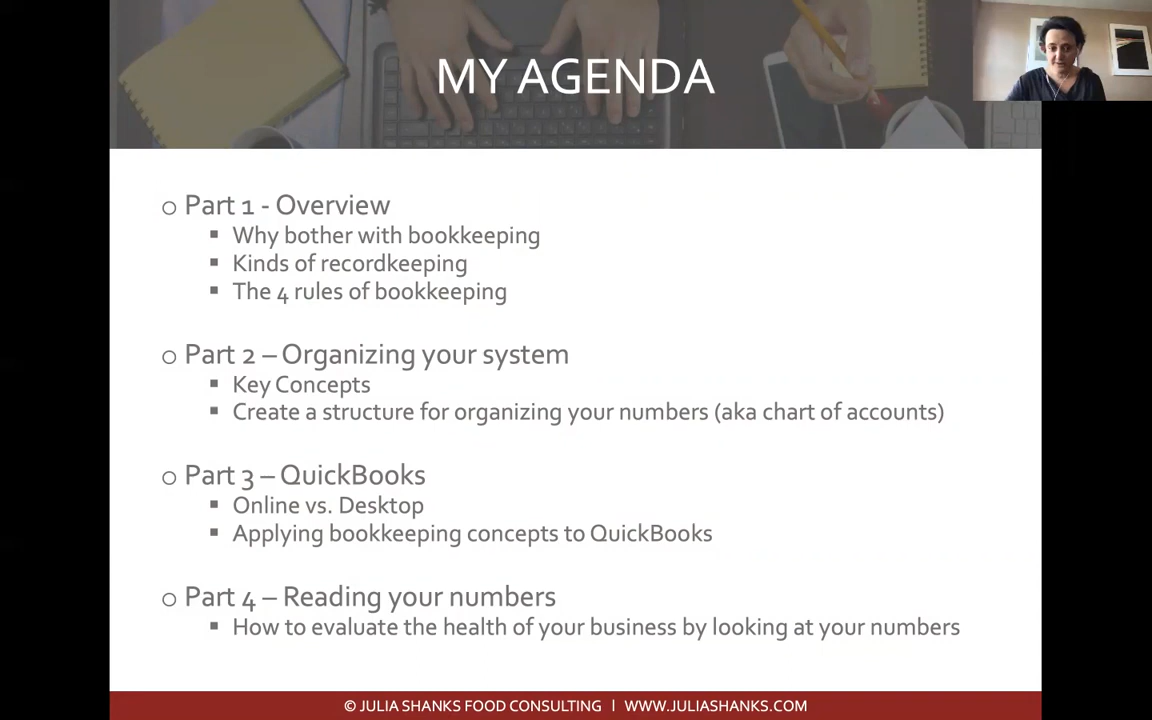 MY AGENDA
o Part 1 - Overview
▪ Why bother with bookkeeping
▪ Kinds of recordkeeping
▪ The 4 rules of bookkeeping
o Part 2 – Organizing your system
▪ Key Concepts
▪ Create a structure for organizing your numbers (aka chart of accounts)
o Part 3 – QuickBooks
▪ Online vs. Desktop
▪ Applying bookkeeping concepts to QuickBooks
o Part 4 – Reading your numbers
▪ How to evaluate the health of your business by looking at your numbers
© JULIA SHANKS FOOD CONSULTING | WWW.JULIASHANKS.COM